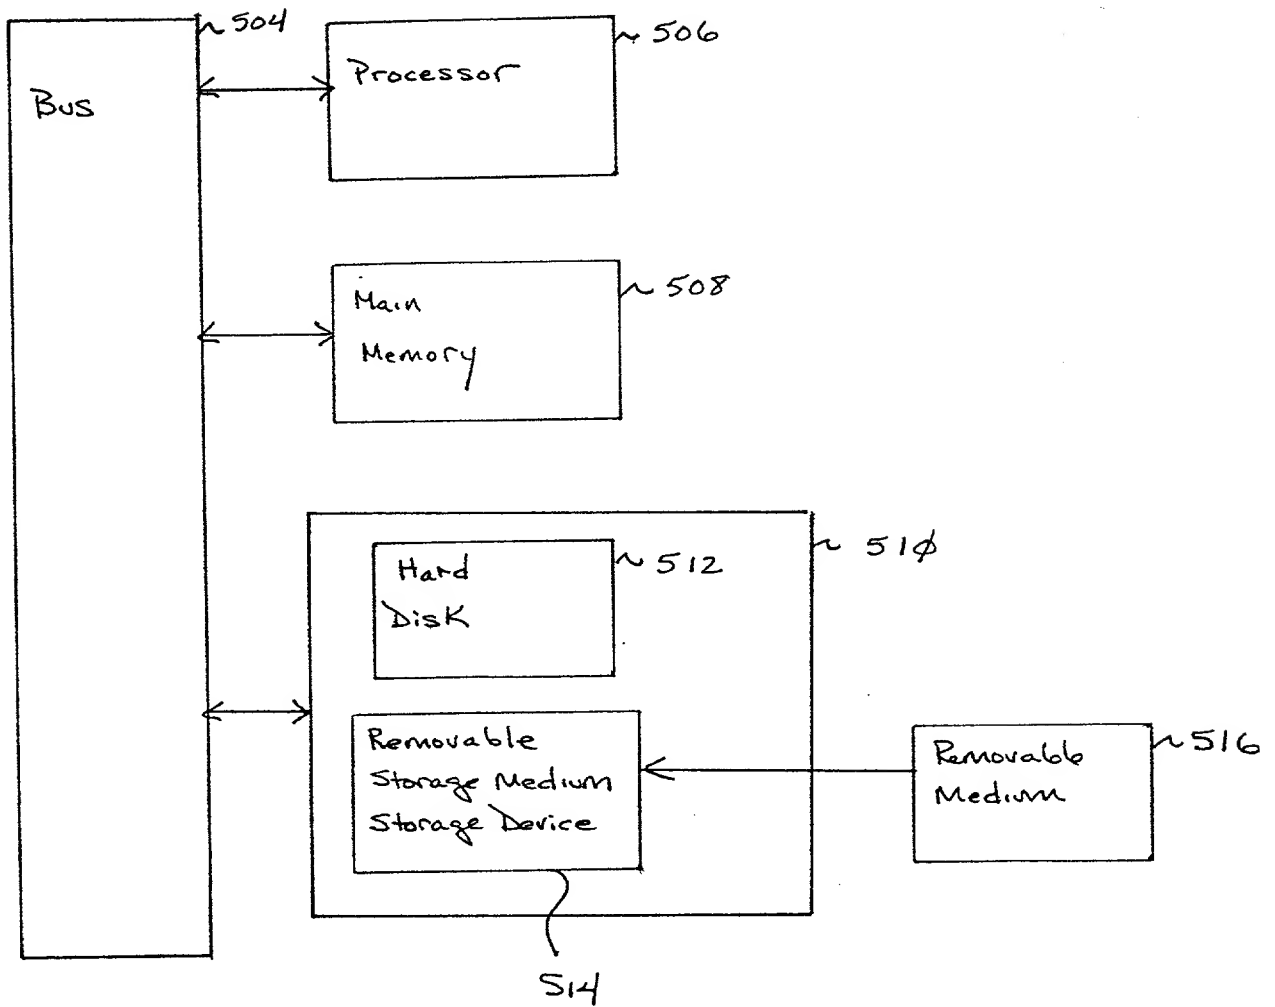 504
Bus
Processor
506
Main
Memory
508
510
Hard
Disk
512
Removable
Storage Medium
Storage Device
514
Removable
Medium
516